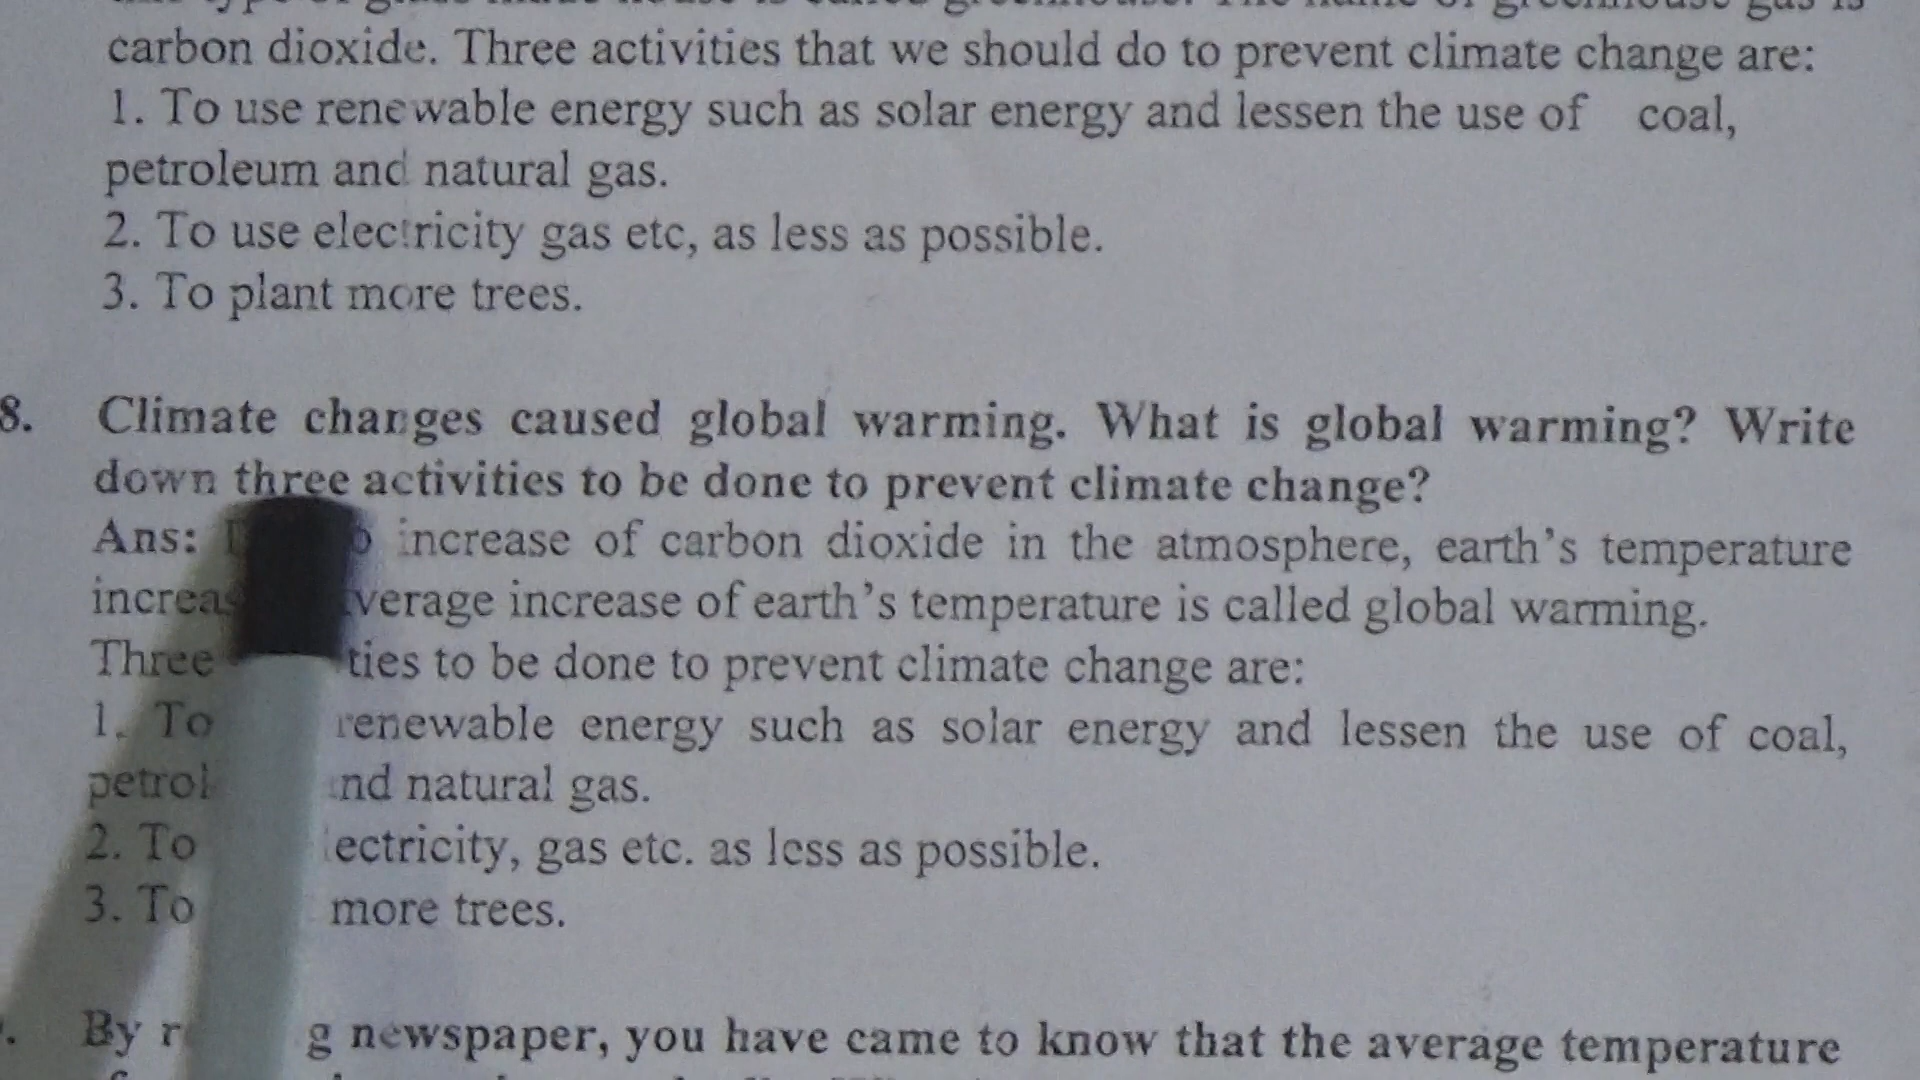 carbon dioxide. Three activities that we should do to prevent climate change are:
1. To use renewable energy such as solar energy and lessen the use of coal,
petroleum and natural gas.
2. To use electricity gas etc, as less as possible.
3. To plant more trees.
8. Climate changes caused global warming. What is global warming? Write
down three activities to be done to prevent climate change?
Ans: increase of carbon dioxide in the atmosphere, earth's temperature
increase of earth's temperature is called global warming.
Three to be done to prevent climate change are:
1. To renewable energy such as solar energy and lessen the use of coal,
natural gas.
2. To gas etc. as less as possible.
3. To more trees.
By newspaper, you have came to know that the average temperature